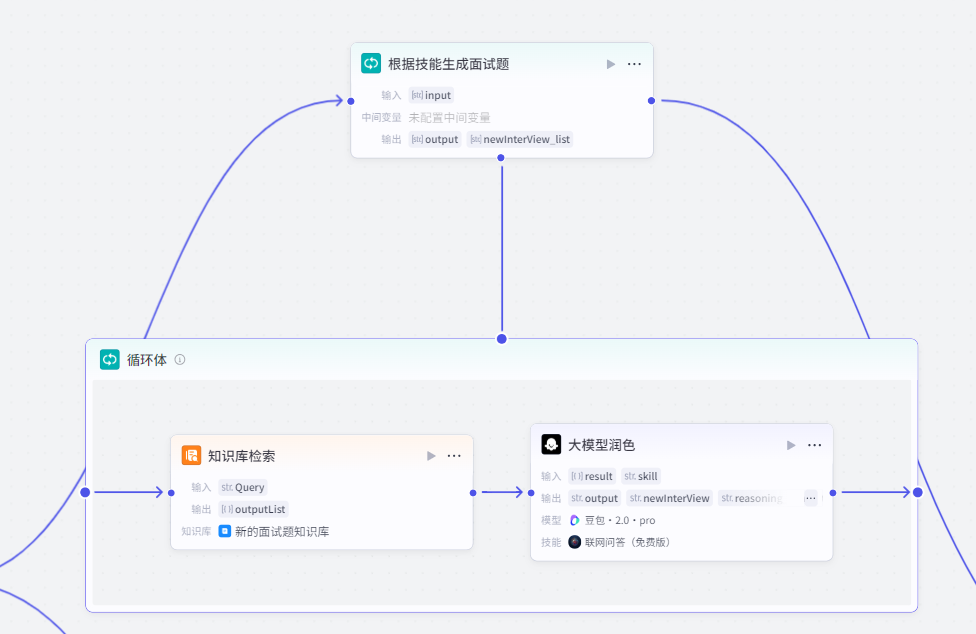 根据技能生成面试题
输入 [str] input
中间变量 未配置中间变量
输出 [str] output [str] newInterView_list
循环体
知识库检索
输入 str. Query
输出 [{}] outputList
知识库 新的面试题知识库
大模型润色
输入 [{}] result str. skill
输出 str. output str. newInterView str. reasoning
模型 豆包·2.0·pro
技能 联网问答（免费版）